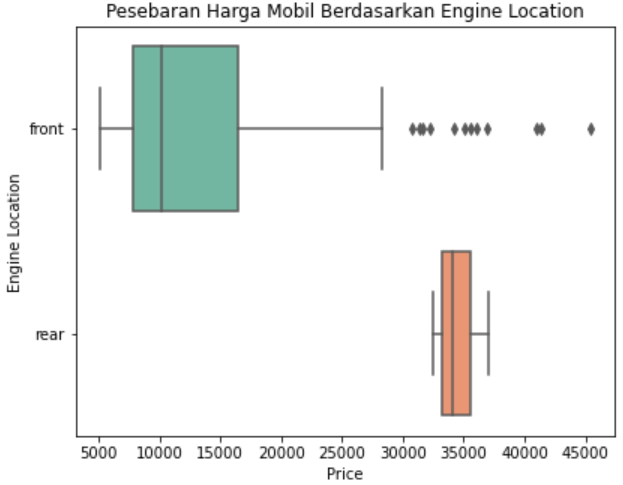 Pesebaran Harga Mobil Berdasarkan Engine Location
Engine Location
front
rear
5000 10000 15000 20000 25000 30000 35000 40000 45000
Price